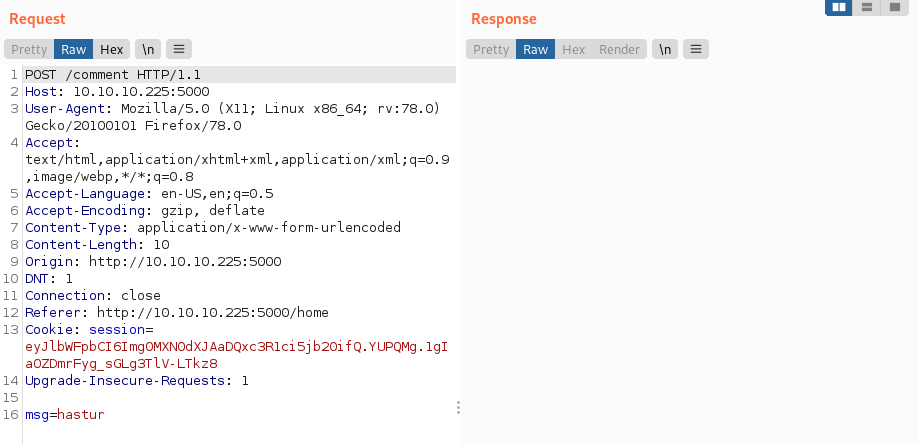 Request
Response
Pretty Raw Hex \n
Pretty Raw Hex Render \n
1 POST /comment HTTP/1.1
2 Host: 10.10.10.225:5000
3 User-Agent: Mozilla/5.0 (X11; Linux x86_64; rv:78.0)
Gecko/20100101 Firefox/78.0
4 Accept:
text/html,application/xhtml+xml,application/xml;q=0.9
,image/webp,*/*;q=0.8
5 Accept-Language: en-US,en;q=0.5
6 Accept-Encoding: gzip, deflate
7 Content-Type: application/x-www-form-urlencoded
8 Content-Length: 10
9 Origin: http://10.10.10.225:5000
10 DNT: 1
11 Connection: close
12 Referer: http://10.10.10.225:5000/home
13 Cookie: session=
eyJlbWFpbCI6Img0MXN0dXJAaDQxc3R1ci5jb20ifQ.YUPQMg.1gI
aOZDmrFyg_sGLg3TlV-LTkz8
14 Upgrade-Insecure-Requests: 1
15
16 msg=hastur